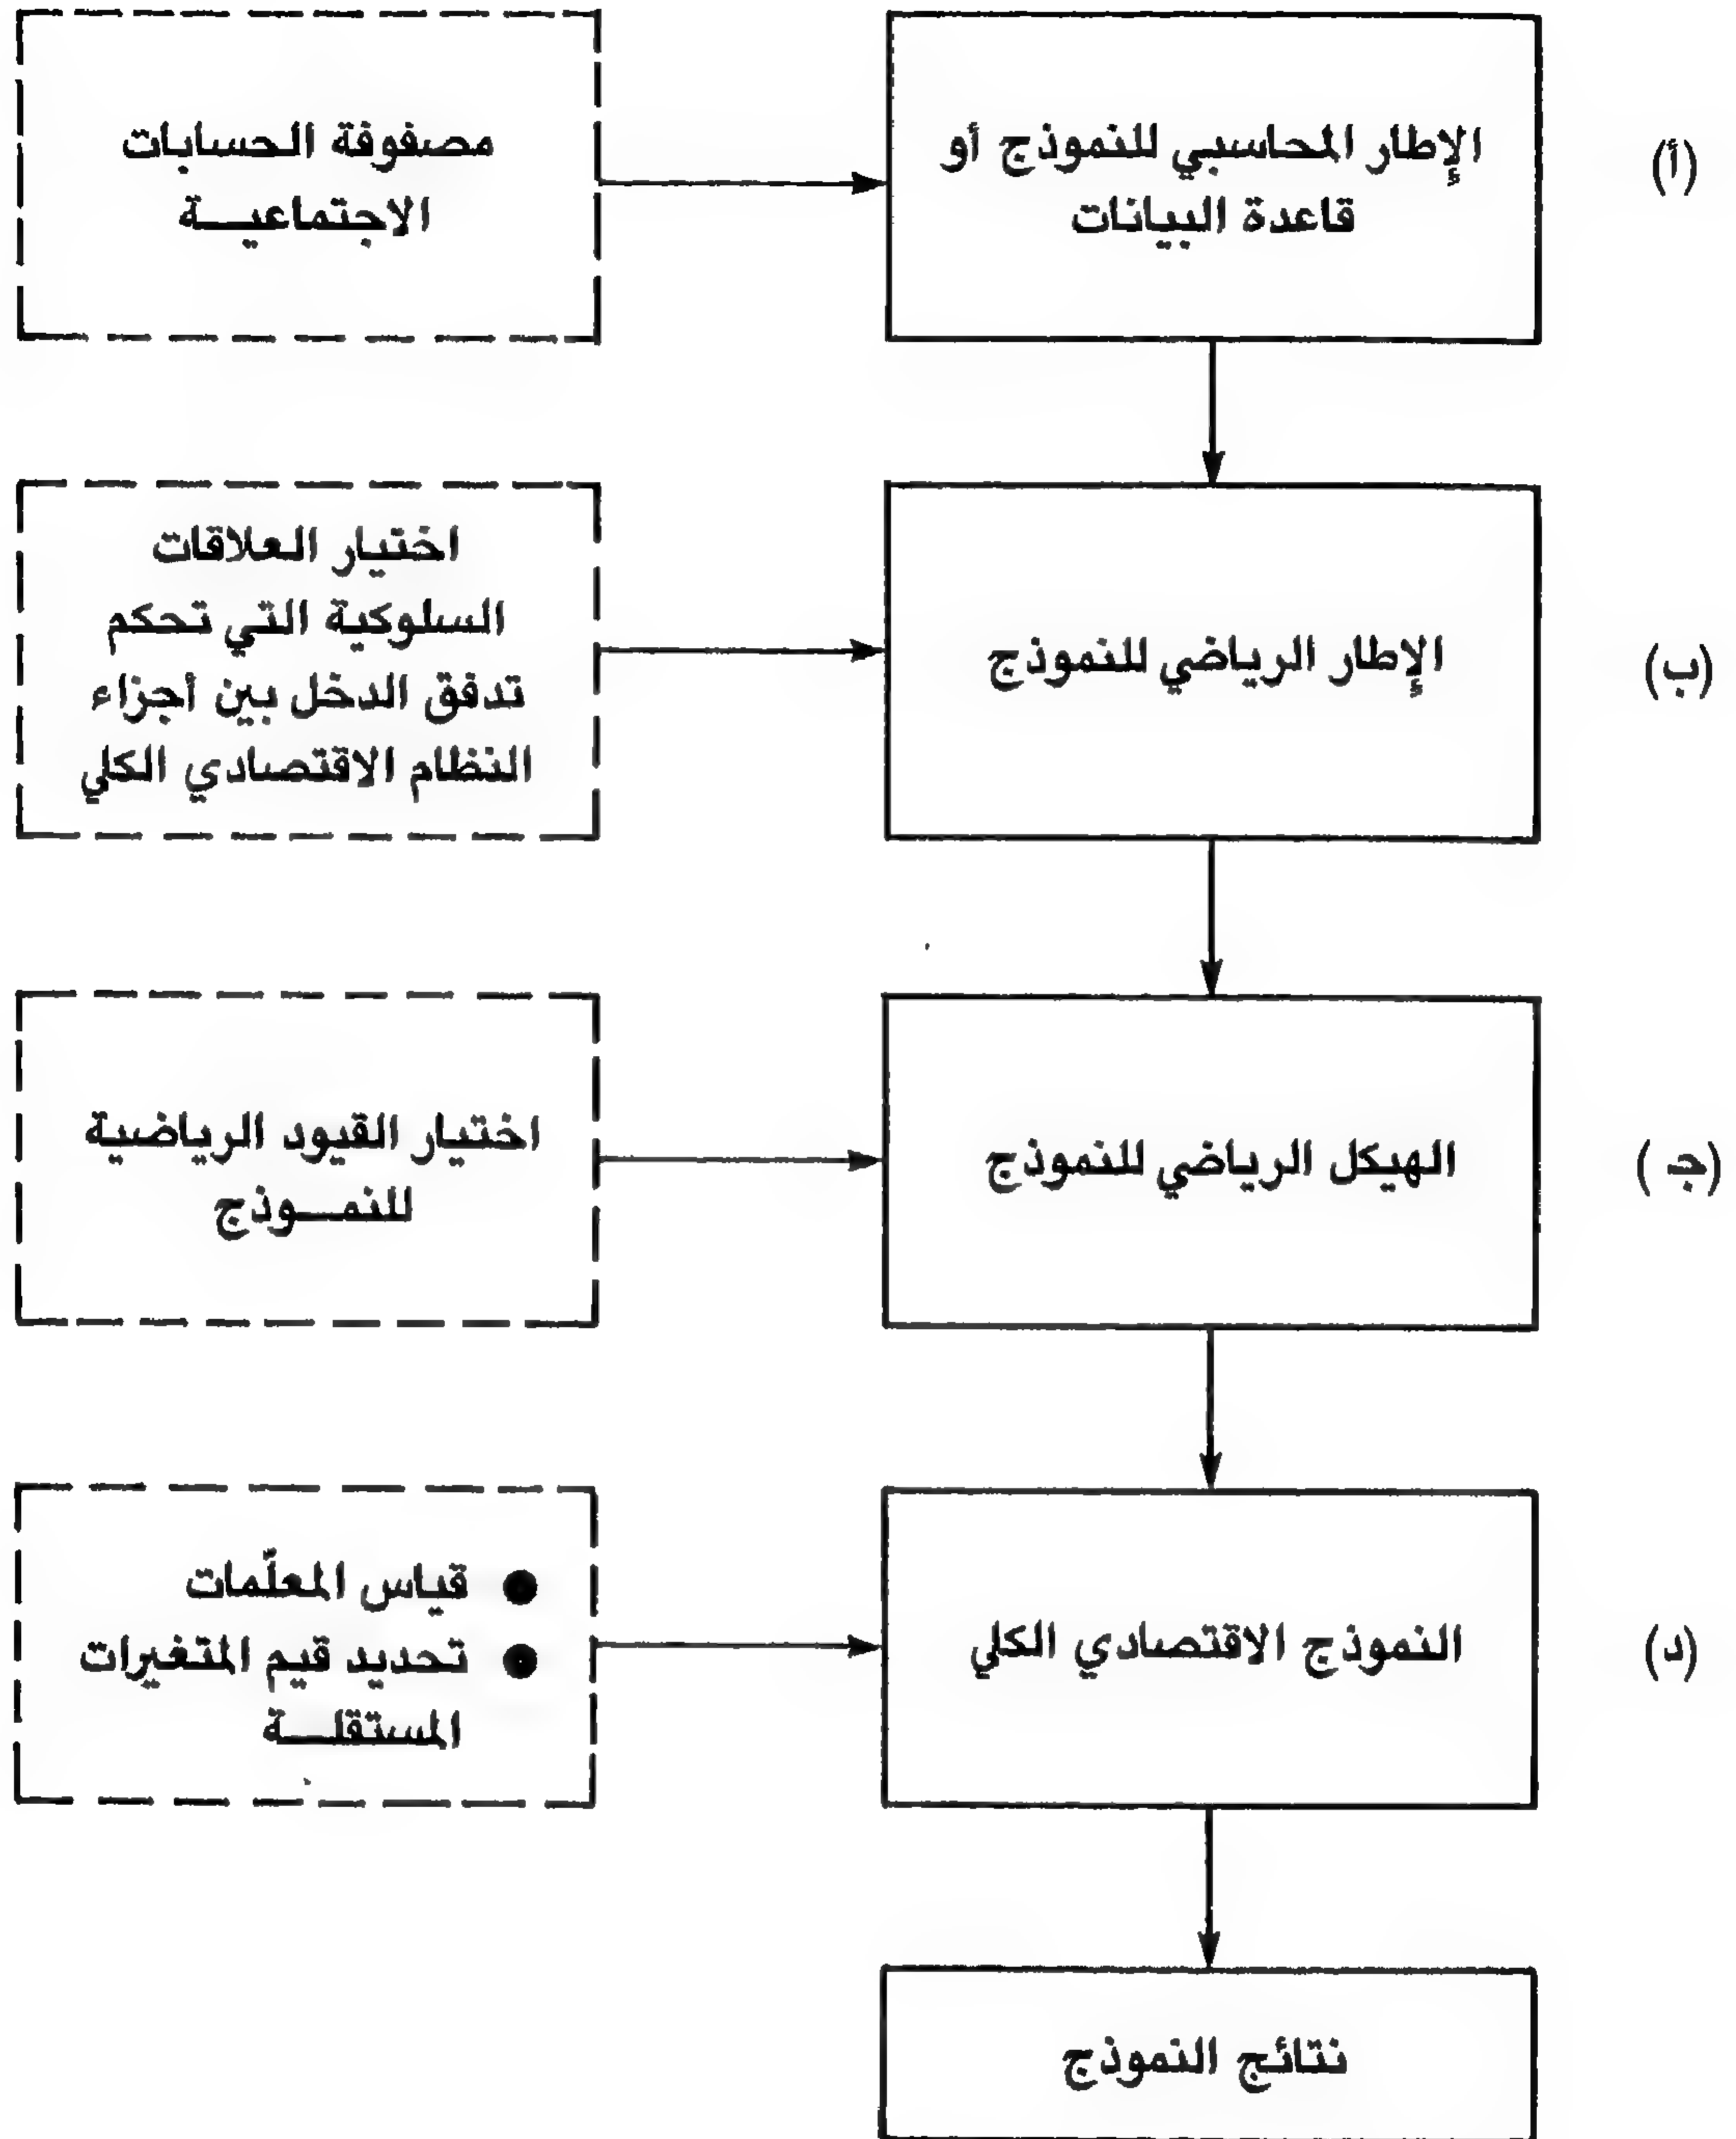 (أ)
الإطار المحاسبي للنموذج أو
قاعدة البيانات
مصفوفة الحسابات
الاجتماعيـــة
(ب)
الإطار الرياضي للنموذج
اختيار العلاقات
السلوكية التي تحكم
تدفق الدخل بين أجزاء
النظام الاقتصادي الكلي
(جـ)
الهيكل الرياضي للنموذج
اختيار القيود الرياضية
للنمـــوذج
(د)
النموذج الاقتصادي الكلي
● قياس المعلّمات
● تحديد قيم المتغيرات
المستقلـــة
نتائج النموذج